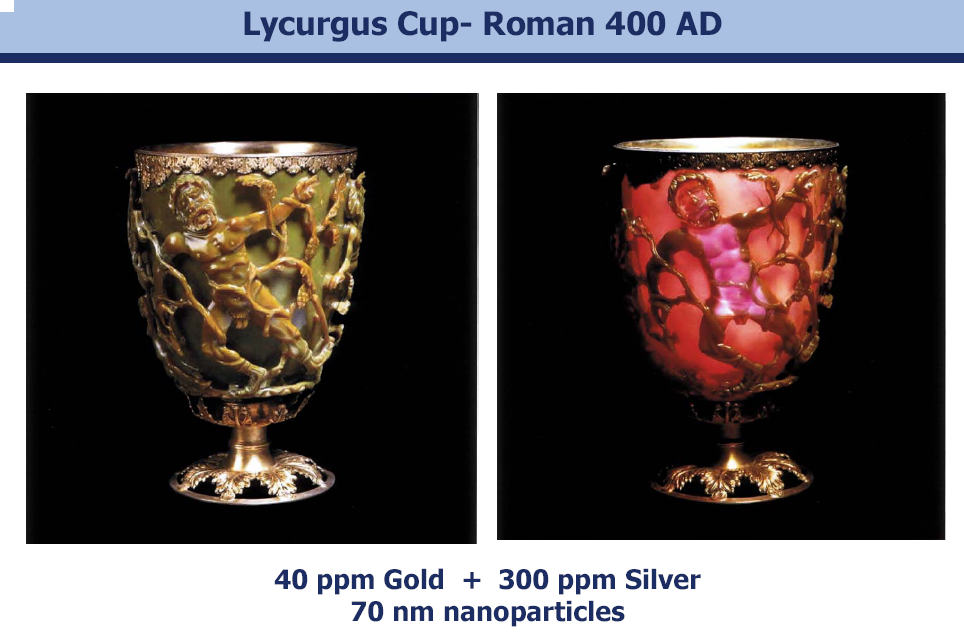 Lycurgus Cup- Roman 400 AD
40 ppm Gold + 300 ppm Silver
70 nm nanoparticles